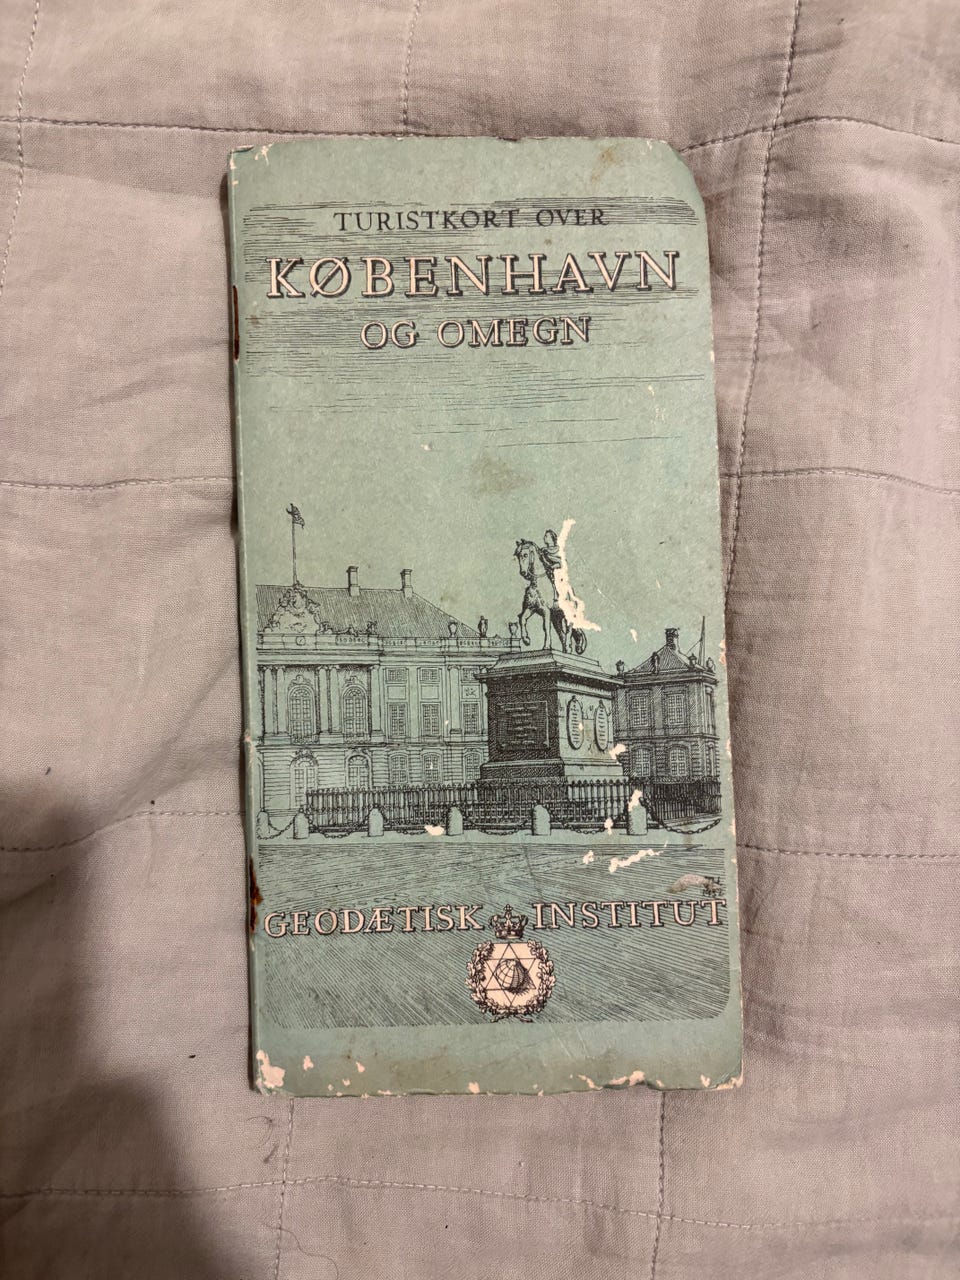 TURISTKORT OVER
KØBENHAVN
OG OMEGN
GEODÆTISK INSTITUT